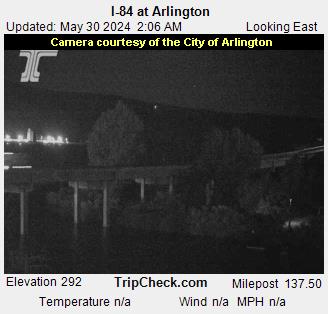 I-84 at Arlington
Updated: May 30 2024 2:06 AM Looking East
Camera courtesy of the City of Arlington
Elevation 292 TripCheck.com Milepost 137.50
Temperature n/a Wind n/a MPH n/a